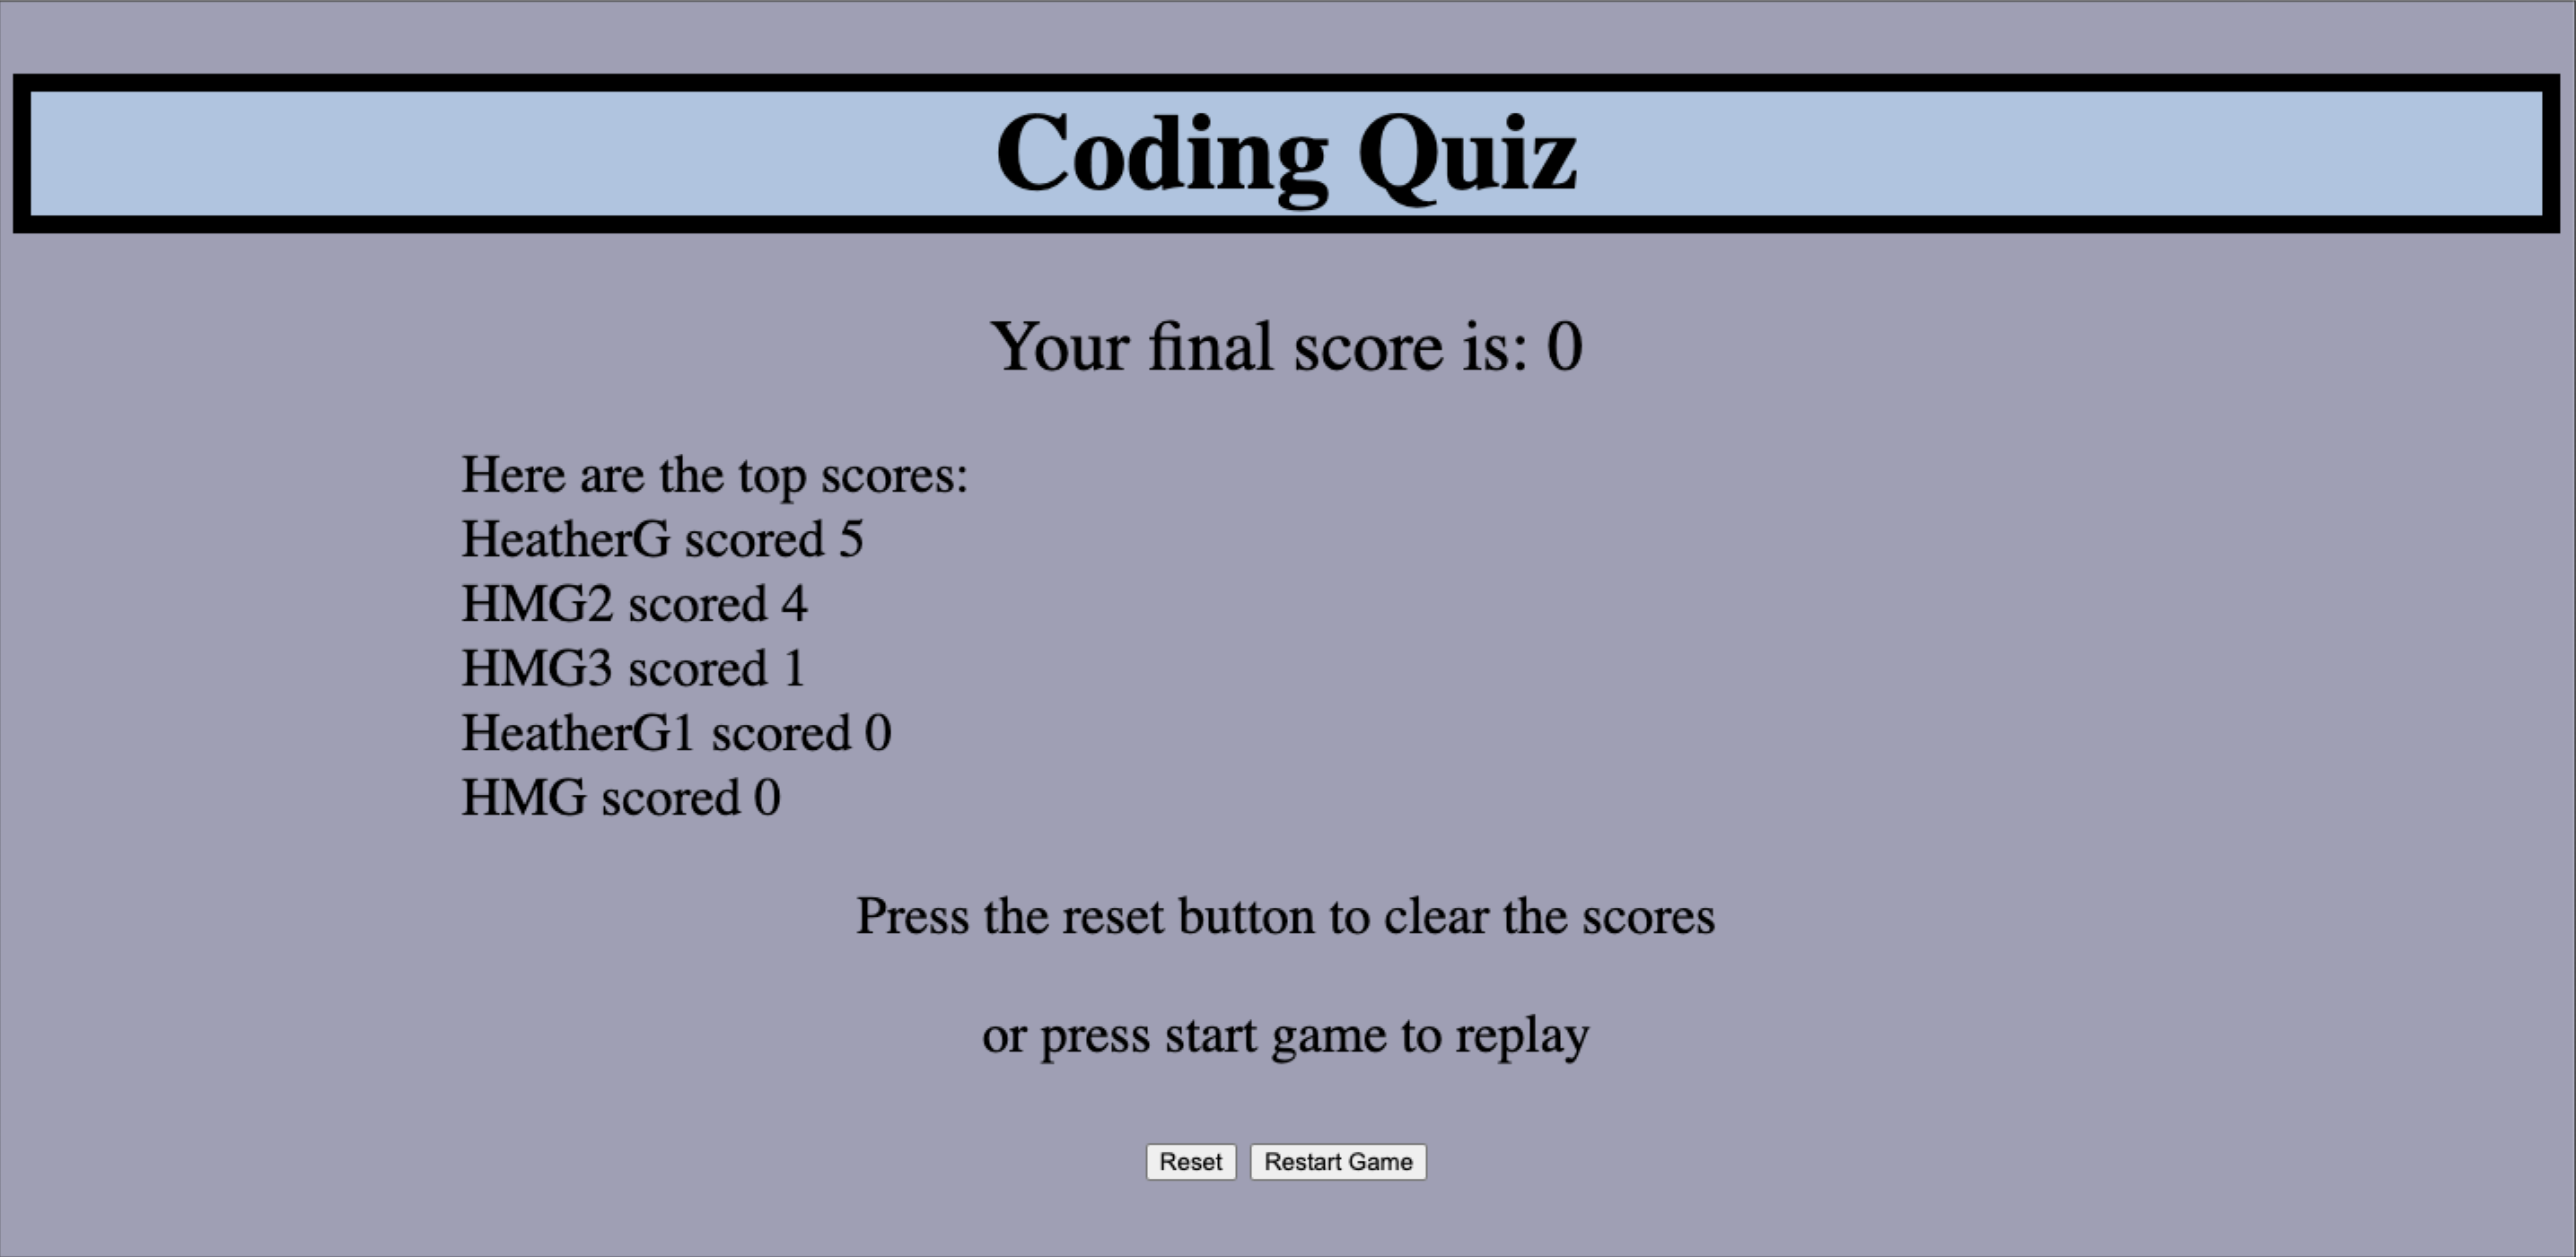 Coding Quiz
Your final score is: 0
Here are the top scores:
HeatherG scored 5
HMG2 scored 4
HMG3 scored 1
HeatherG1 scored 0
HMG scored 0
Press the reset button to clear the scores
or press start game to replay
Reset Restart Game